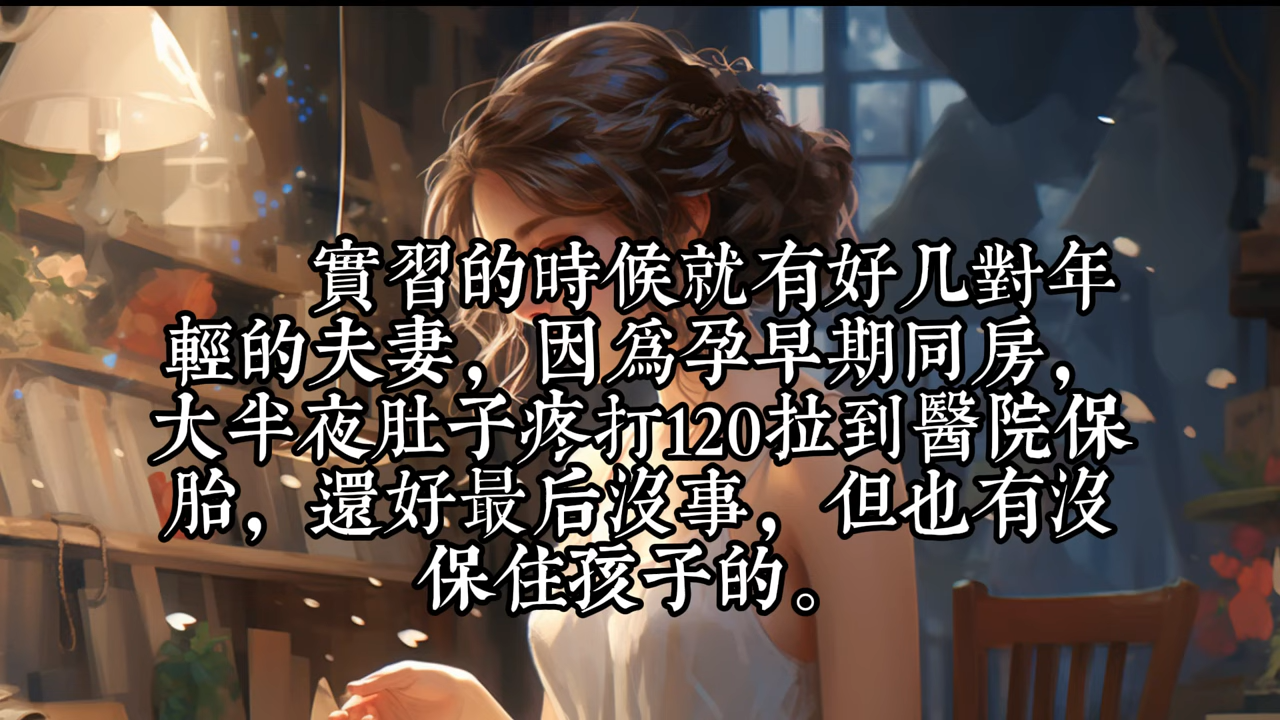 實習的時候就有好几對年
輕的夫妻，因爲孕早期同房，
大半夜肚子疼打120拉到醫院保
胎，還好最后沒事，但也有沒
保住孩子的。